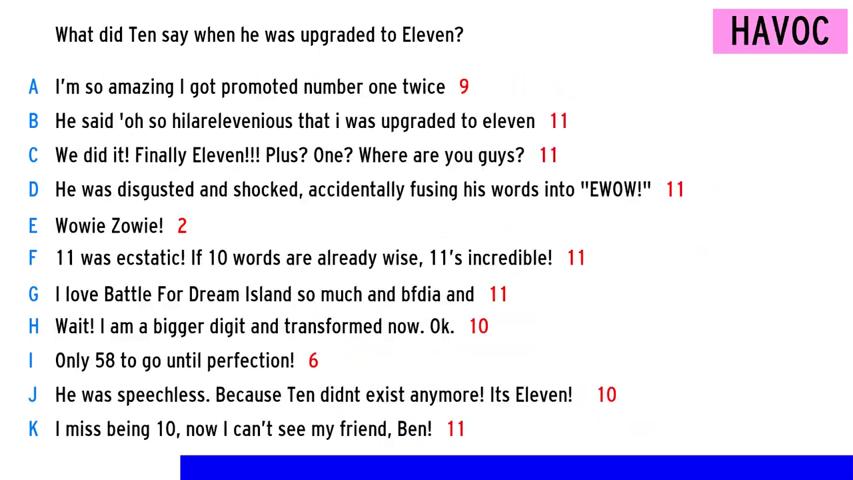 What did Ten say when he was upgraded to Eleven?
HAVOC
A I'm so amazing I got promoted number one twice 9
B He said 'oh so hilarelevenious that i was upgraded to eleven 11
C We did it! Finally Eleven!!! Plus? One? Where are you guys? 11
D He was disgusted and shocked, accidentally fusing his words into "EWOW!" 11
E Wowie Zowie! 2
F 11 was ecstatic! If 10 words are already wise, 11's incredible! 11
G I love Battle For Dream Island so much and bfdia and 11
H Wait! I am a bigger digit and transformed now. Ok. 10
I Only 58 to go until perfection! 6
J He was speechless. Because Ten didnt exist anymore! Its Eleven! 10
K I miss being 10, now I can't see my friend, Ben! 11